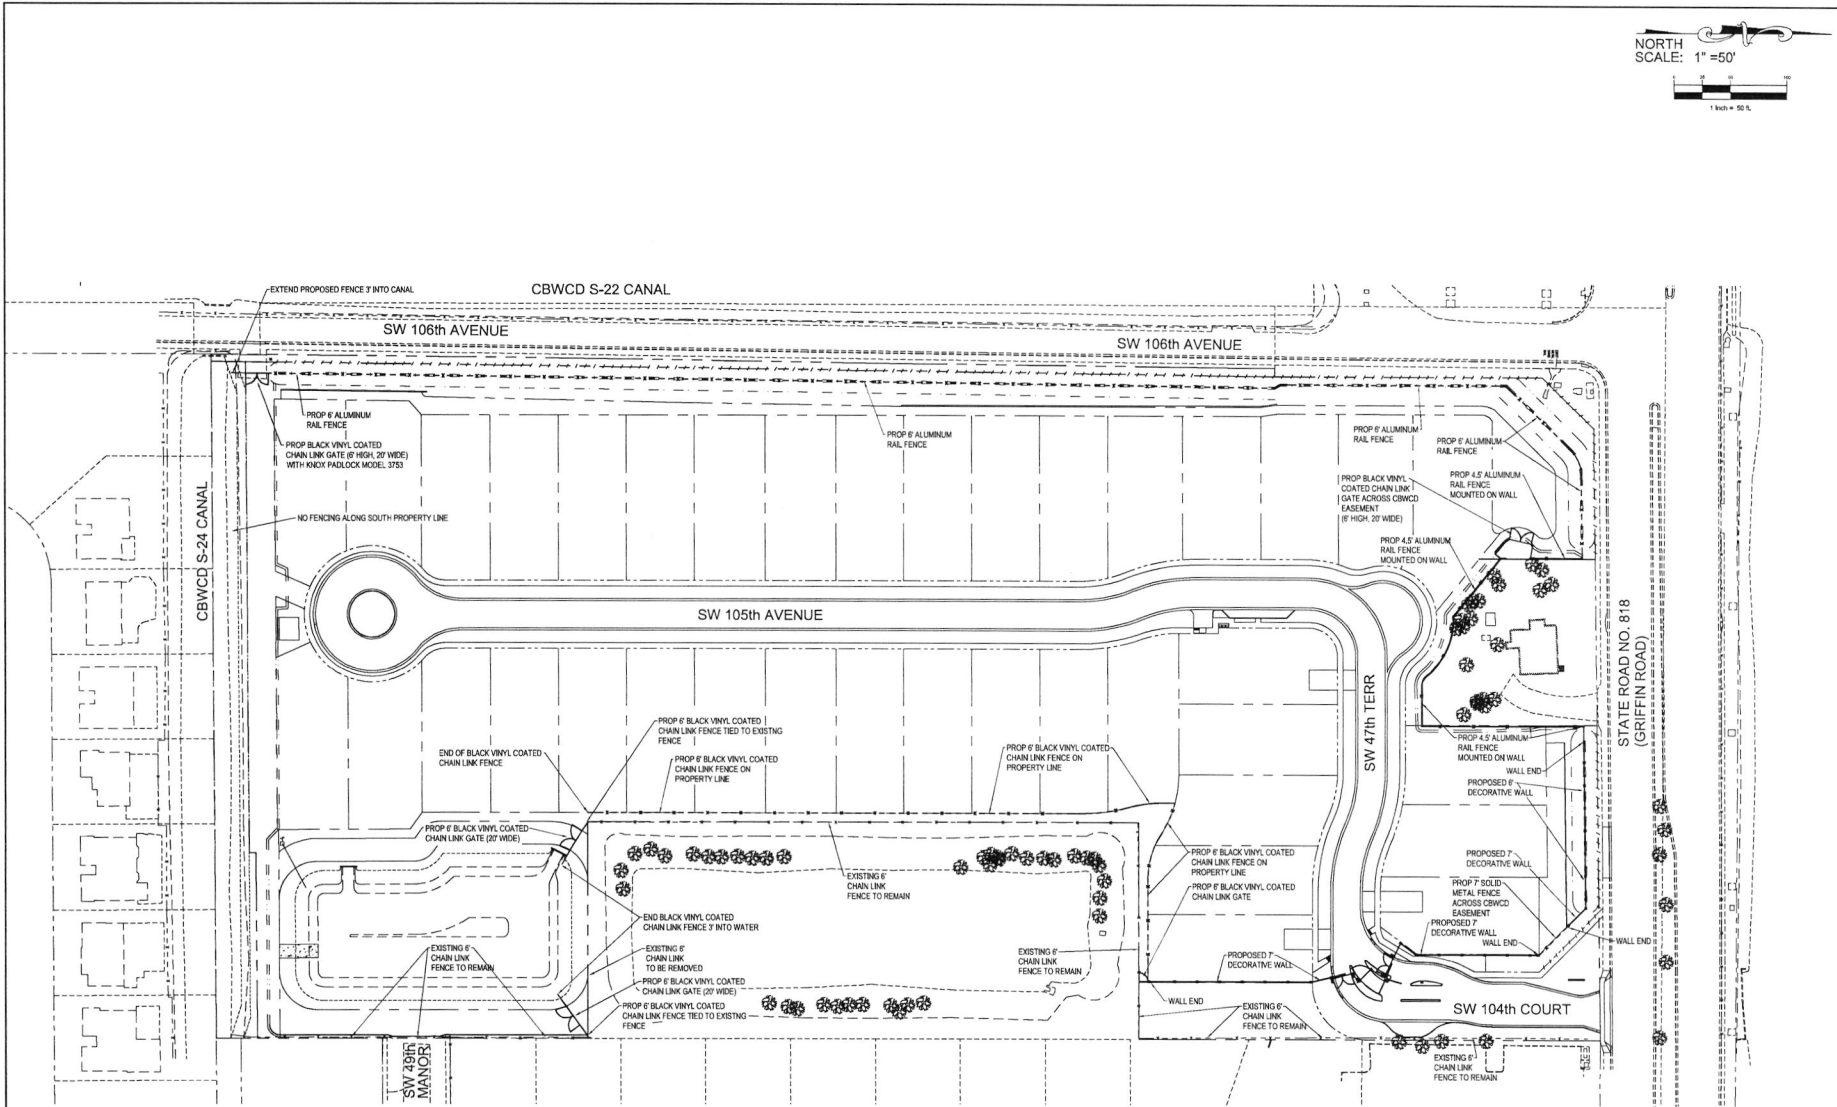 NORTH
SCALE: 1" =50'
1 Inch = 50 ft.
EXTEND PROPOSED FENCE 3' INTO CANAL
CBWCD S-22 CANAL
SW 106th AVENUE
SW 106th AVENUE
PROP 6' ALUMINUM
RAIL FENCE
PROP BLACK VINYL COATED
CHAIN LINK GATE (6' HIGH, 20' WIDE)
WITH KNOX PADLOCK MODEL 3753
PROP 6' ALUMINUM
RAIL FENCE
PROP 6' ALUMINUM
RAIL FENCE
PROP 6' ALUMINUM
RAIL FENCE
PROP BLACK VINYL
COATED CHAIN LINK
GATE ACROSS CBWCD
EASEMENT
(6' HIGH, 20' WIDE)
PROP 4.5' ALUMINUM
RAIL FENCE
MOUNTED ON WALL
PROP 4.5' ALUMINUM
RAIL FENCE
MOUNTED ON WALL
CBWCD S-24 CANAL
NO FENCING ALONG SOUTH PROPERTY LINE
SW 105th AVENUE
SW 47th TERR
STATE ROAD NO. 818
(GRIFFIN ROAD)
PROP 6' BLACK VINYL COATED
CHAIN LINK FENCE TIED TO EXISTNG
FENCE
END OF BLACK VINYL COATED
CHAIN LINK FENCE
PROP 6' BLACK VINYL COATED
CHAIN LINK FENCE ON
PROPERTY LINE
PROP 6' BLACK VINYL COATED
CHAIN LINK FENCE ON
PROPERTY LINE
PROP 4.5' ALUMINUM
RAIL FENCE
MOUNTED ON WALL
WALL END
PROPOSED 6'
DECORATIVE WALL
PROP 6' BLACK VINYL COATED
CHAIN LINK GATE (20' WIDE)
EXISTING 6'
CHAIN LINK
FENCE TO REMAIN
PROP 6' BLACK VINYL COATED
CHAIN LINK FENCE ON
PROPERTY LINE
PROP 6' BLACK VINYL COATED
CHAIN LINK GATE
PROPOSED 7'
DECORATIVE WALL
PROP 7' SOLID
METAL FENCE
ACROSS CBWCD
EASEMENT
PROPOSED 7'
DECORATIVE WALL
WALL END
WALL END
END BLACK VINYL COATED
CHAIN LINK FENCE 3' INTO WATER
EXISTING 6'
CHAIN LINK
FENCE TO REMAIN
EXISTING 6'
CHAIN LINK
TO BE REMOVED
PROP 6' BLACK VINYL COATED
CHAIN LINK GATE (20' WIDE)
PROP 6' BLACK VINYL COATED
CHAIN LINK FENCE TIED TO EXISTNG
FENCE
EXISTING 6'
CHAIN LINK
FENCE TO REMAIN
PROPOSED 7'
DECORATIVE WALL
WALL END
EXISTING 6'
CHAIN LINK
FENCE TO REMAIN
SW 104th COURT
EXISTING 6'
CHAIN LINK
FENCE TO REMAIN
SW 49th
MANOR